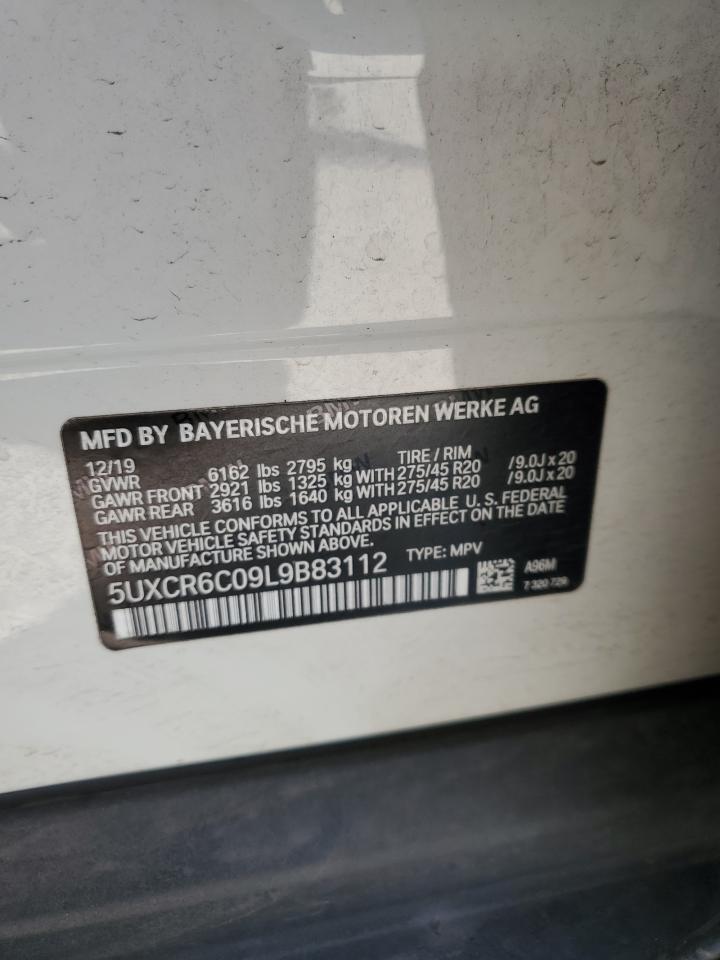 MFD BY BAYERISCHE MOTOREN WERKE AG
12/19 TIRE / RIM
GVWR 6162 lbs 2795 kg
GAWR FRONT 2921 lbs 1325 kg WITH 275/45 R20 /9.0J x 20
GAWR REAR 3616 lbs 1640 kg WITH 275/45 R20 /9.0J x 20
THIS VEHICLE CONFORMS TO ALL APPLICABLE U. S. FEDERAL
MOTOR VEHICLE SAFETY STANDARDS IN EFFECT ON THE DATE
OF MANUFACTURE SHOWN ABOVE.
5UXCR6C09L9B83112 TYPE: MPV
A96M
7 320 729